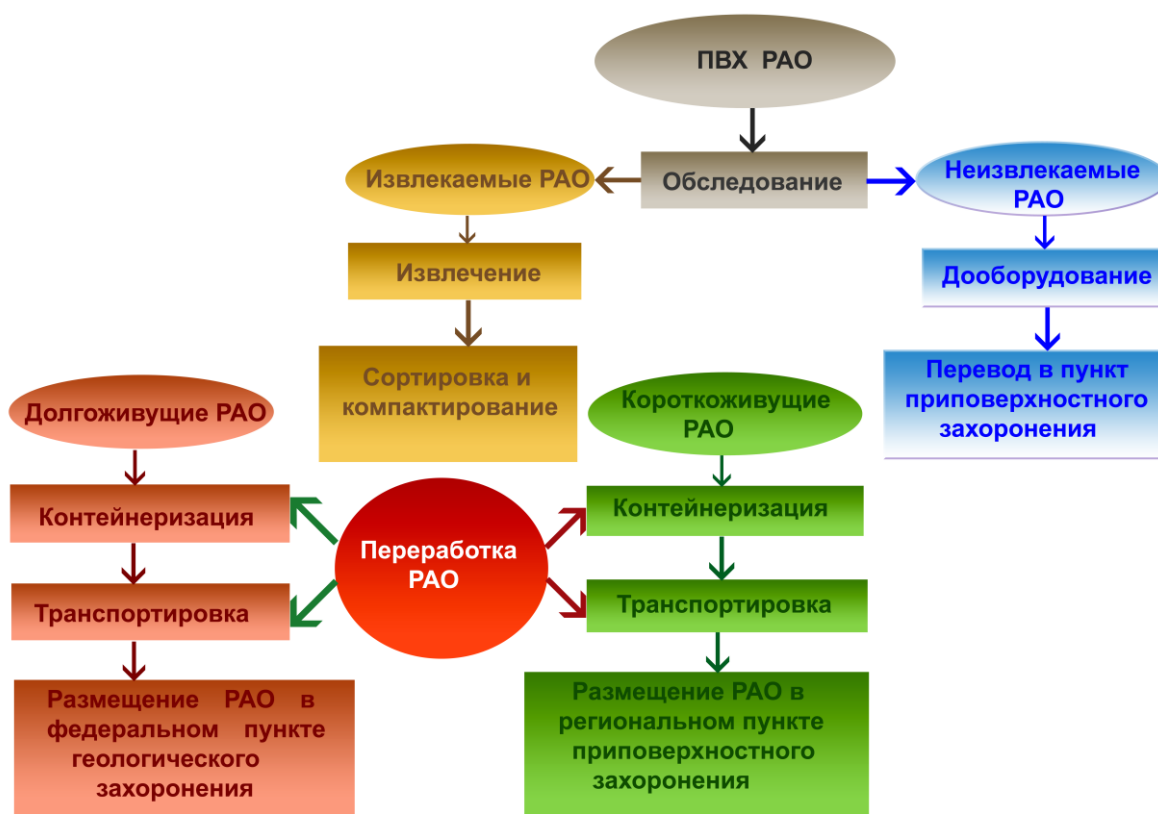 ПВХ РАО
Обследование
Извлекаемые РАО
Неизвлекаемые
РАО
Извлечение
Дооборудование
Сортировка и
компактирование
Перевод в пункт
приповерхностного
захоронения
Долгоживущие РАО
Короткоживущие
РАО
Контейнеризация
Переработка
РАО
Контейнеризация
Транспортировка
Транспортировка
Размещение РАО в
федеральном пункте
геологического
захоронения
Размещение РАО в
региональном пункте
приповерхностного
захоронения